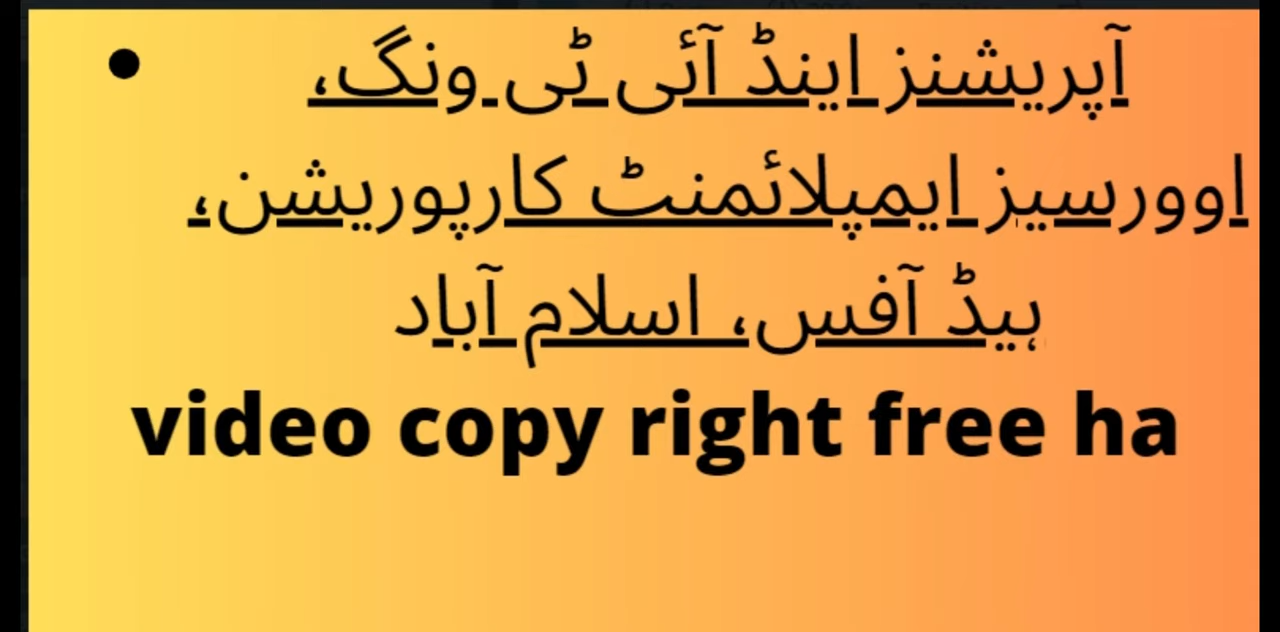 آپریشنز اینڈ آئی ٹی ونگ،
اوورسیز ایمپلائمنٹ کارپوریشن،
ہیڈ آفس، اسلام آباد
video copy right free ha